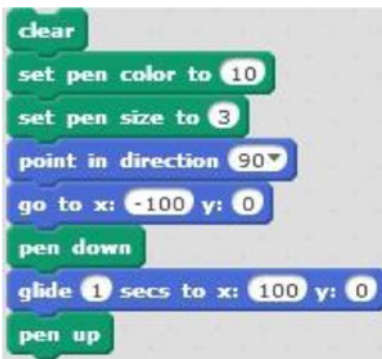 clear
set pen color to 10
set pen size to 3
point in direction 90
go to x: -100 y: 0
pen down
glide 1 secs to x: 100 y: 0
pen up